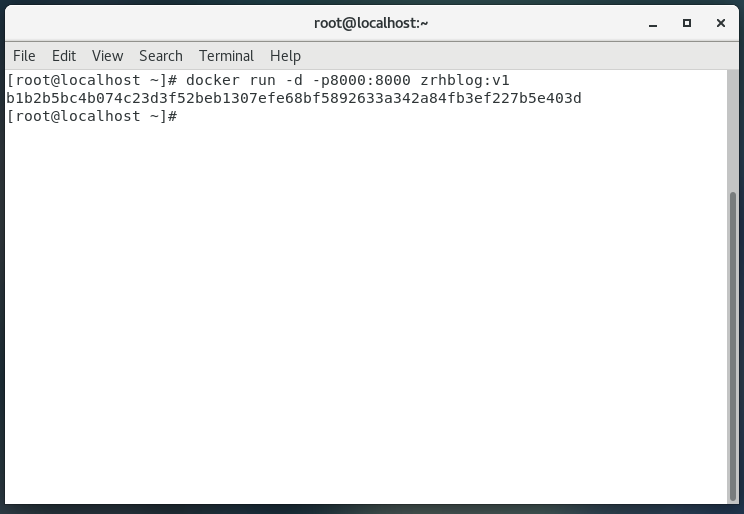 root@localhost:~
File Edit View Search Terminal Help
[root@localhost ~]# docker run -d -p8000:8000 zrhblog:v1
b1b2b5bc4b074c23d3f52beb1307efe68bf5892633a342a84fb3ef227b5e403d
[root@localhost ~]#